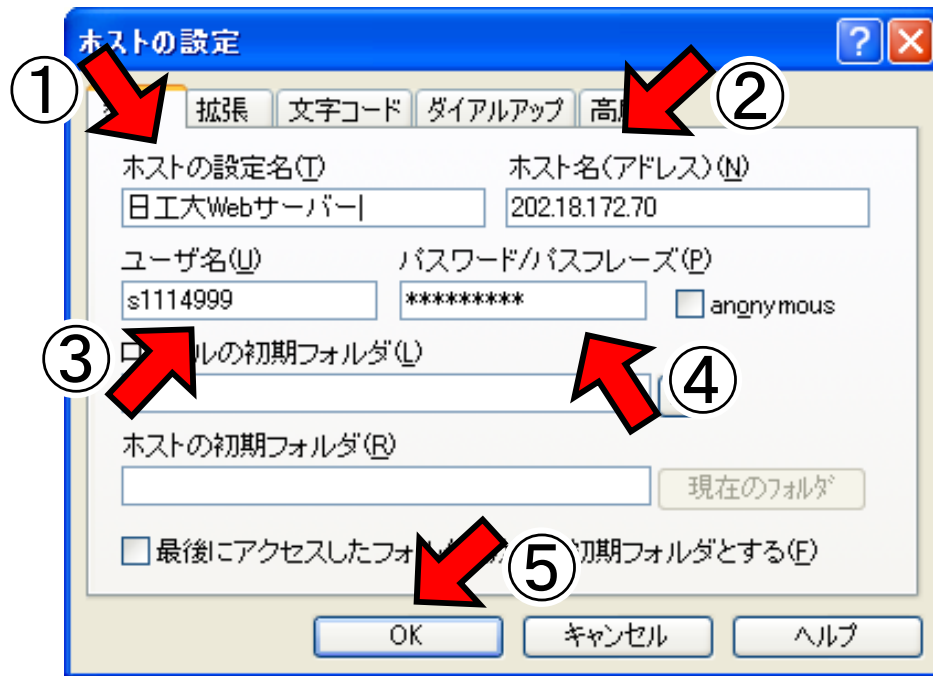 ホストの設定
① ②
拡張 文字コード ダイアルアップ
ホストの設定名(T) ホスト名(アドレス)(N)
日工大Webサーバー 202.18.172.70
ユーザ名(U) パスワード/パスフレーズ(P)
s1114999 ********* anonymous
③ ④
ルの初期フォルダ(L)
ホストの初期フォルダ(R)
現在のフォルダ
最後にアクセスしたフォ 初期フォルダとする(F)
⑤
OK キャンセル ヘルプ